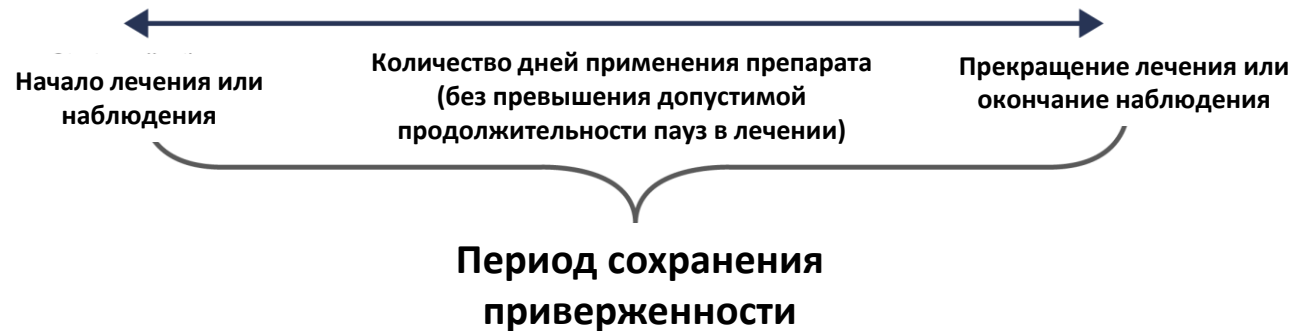 Начало лечения или
наблюдения
Количество дней применения препарата
(без превышения допустимой
продолжительности пауз в лечении)
Прекращение лечения или
окончание наблюдения
Период сохранения
приверженности